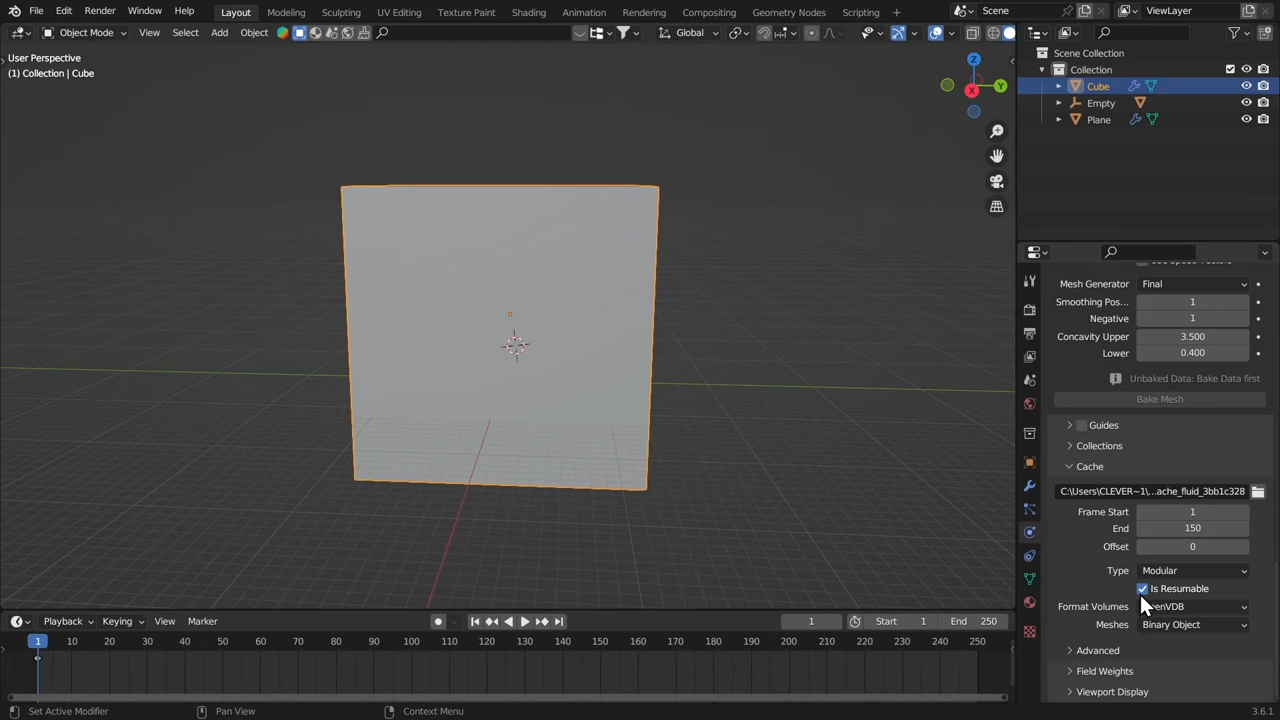 File Edit Render Window Help Layout Modeling Sculpting UV Editing Texture Paint Shading Animation Rendering Compositing Geometry Nodes Scripting + Scene ViewLayer
Object Mode View Select Add Object Global
User Perspective
(1) Collection | Cube
Z
Y
X
Scene Collection
Collection
Cube
Empty
Plane
Mesh Generator Final
Smoothing Pos... 1
Negative 1
Concavity Upper 3.500
Lower 0.400
Unbaked Data: Bake Data first
Bake Mesh
Guides
Collections
Cache
C:\Users\CLEVER~1\...ache_fluid_3bb1c328
Frame Start 1
End 150
Offset 0
Type Modular
Is Resumable
Format Volumes enVDB
Meshes Binary Object
Advanced
Field Weights
Viewport Display
Playback Keying View Marker 1 Start 1 End 250
1 10 20 30 40 50 60 70 80 90 100 110 120 130 140 150 160 170 180 190 200 210 220 230 240 250
Set Active Modifier Pan View Context Menu 3.6.1